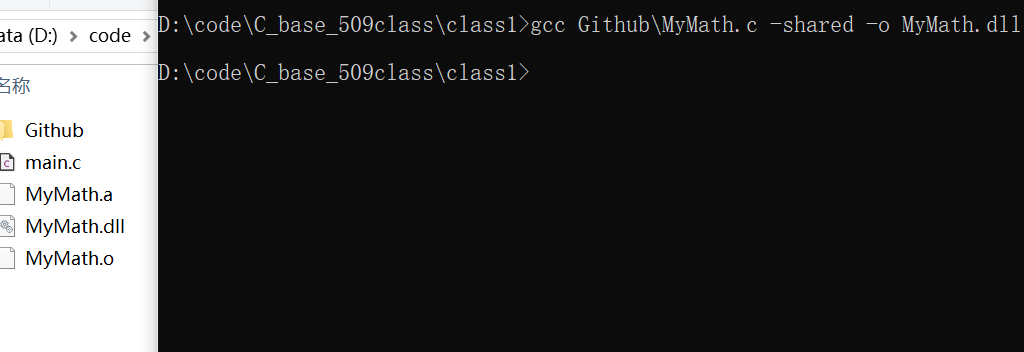 ata (D:) > code >
名称
Github
main.c
MyMath.a
MyMath.dll
MyMath.o
D:\code\C_base_509class\class1>gcc Github\MyMath.c -shared -o MyMath.dll
D:\code\C_base_509class\class1>